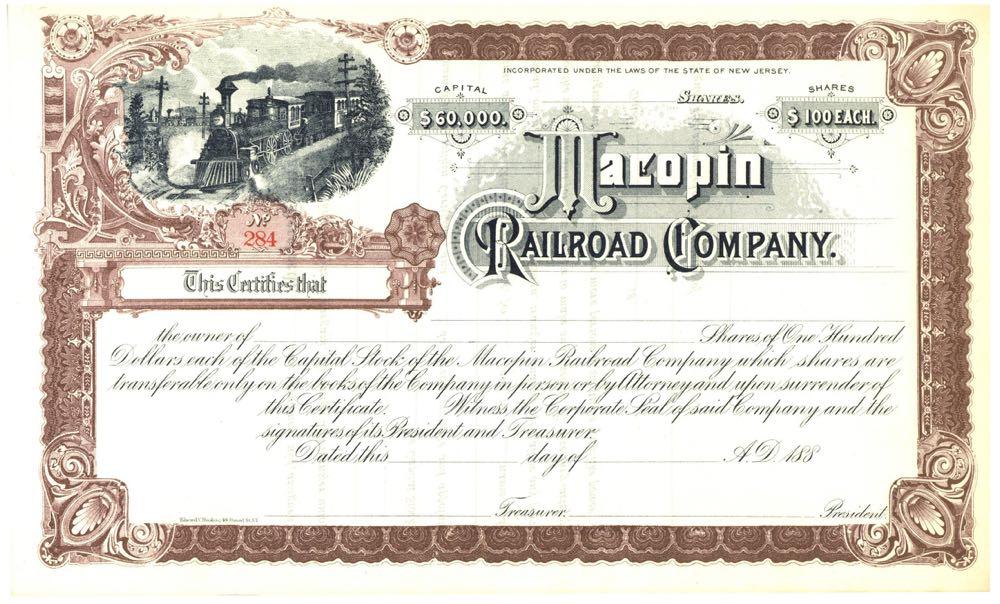 INCORPORATED UNDER THE LAWS OF THE STATE OF NEW JERSEY.
CAPITAL
$60,000.
Shares.
SHARES
$100 EACH.
Macopin
RAILROAD COMPANY.
No
284
This Certifies that
the owner of Shares of One Hundred
Dollars each of the Capital Stock of the Macopin Railroad Company which shares are
transferable only on the books of the Company in person or by Attorney and upon surrender of
this Certificate. Witness the Corporate Seal of said Company and the
signatures of its President and Treasurer.
Dated this day of A.D. 188
Treasurer. President.